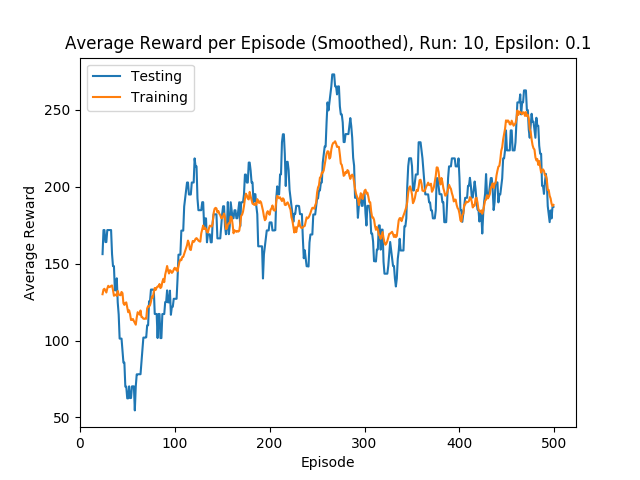 Average Reward per Episode (Smoothed), Run: 10, Epsilon: 0.1
Testing
Training
Average Reward
250
200
150
100
50
0 100 200 300 400 500
Episode